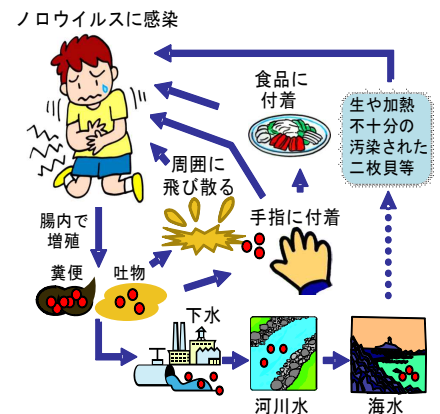 ノロウイルスに感染
食品に
付着
生や加熱
不十分の
汚染された
二枚貝等
周囲に
飛び散る
手指に付着
腸内で
増殖
糞便
吐物
下水
河川水
海水